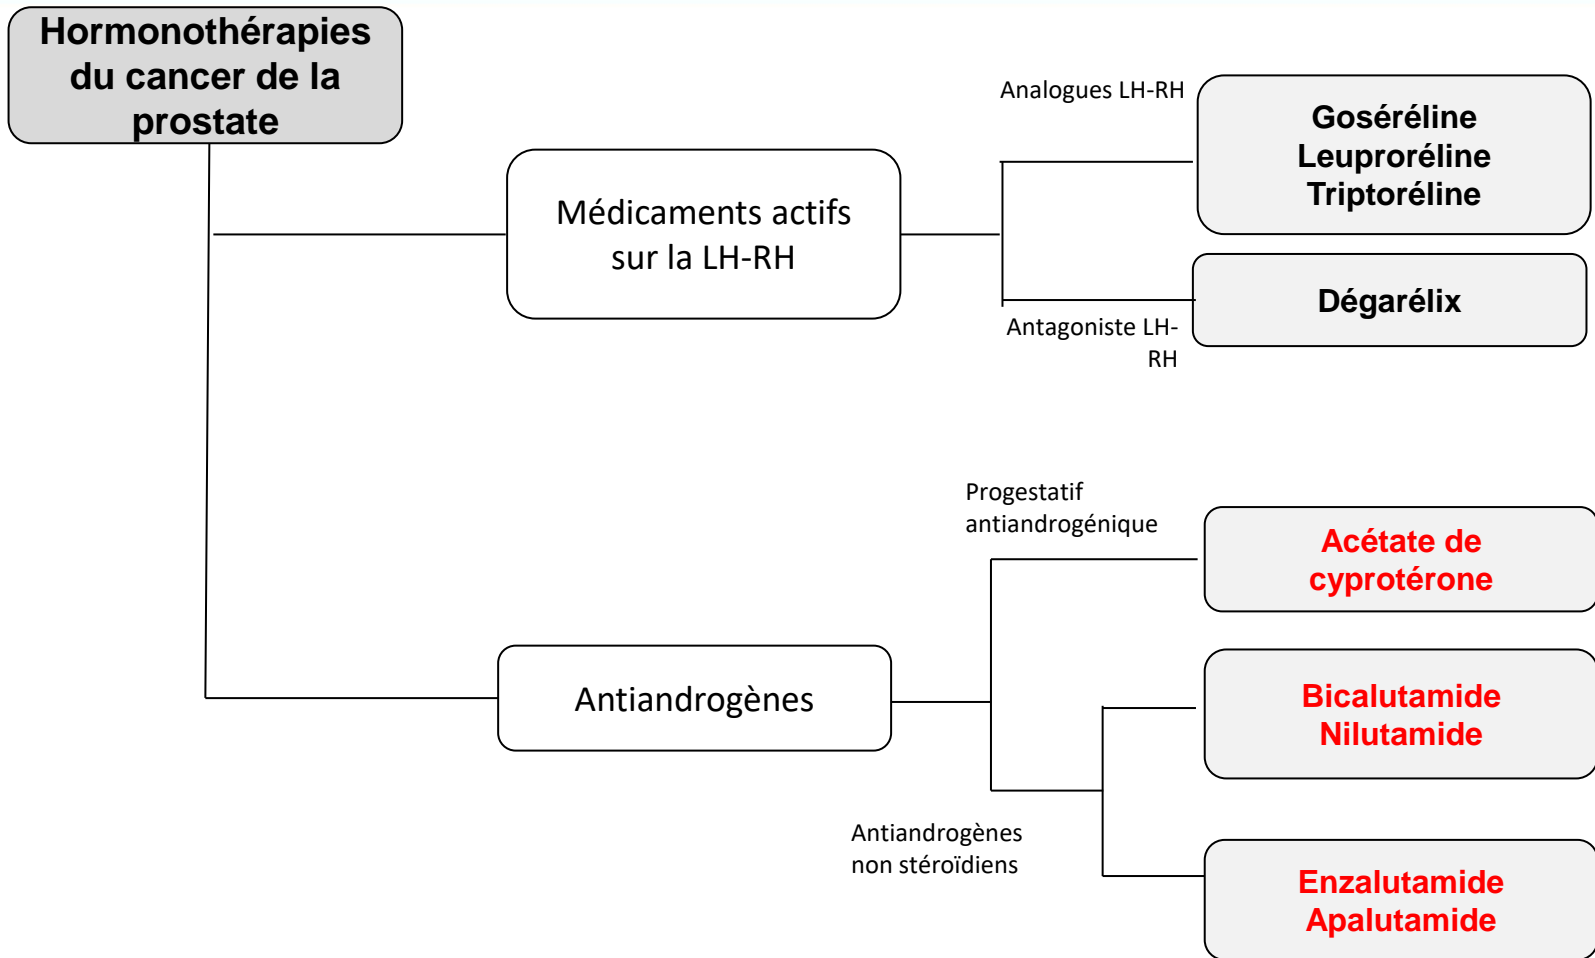 Hormonothérapies
du cancer de la
prostate
Analogues LH-RH
Goséréline
Leuproréline
Triptoréline
Médicaments actifs
sur la LH-RH
Dégarélix
Antagoniste LH-
RH
Progestatif
antiandrogénique
Acétate de
cyprotérone
Antiandrogènes
Bicalutamide
Nilutamide
Antiandrogènes
non stéroïdiens
Enzalutamide
Apalutamide